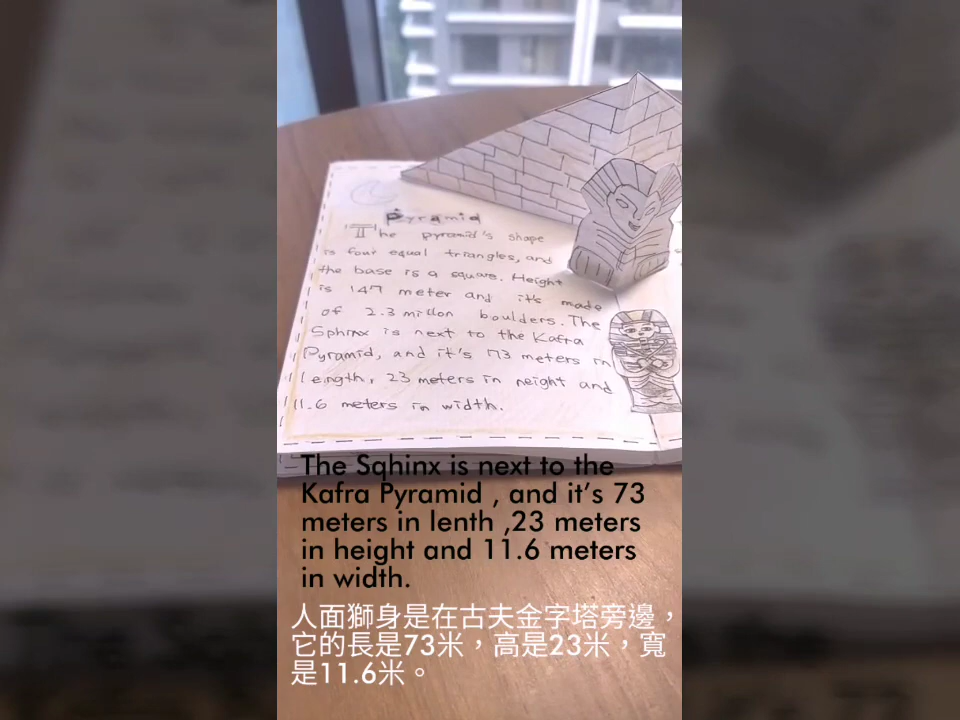 Pyramid
The pyramid's shape
is four equal triangles, and
the base is a square. Height
is 147 meter and it's made
of 2.3 millon boulders. The
Sphinx is next to the Kafra
Pyramid, and it's 73 meters in
length, 23 meters in height and
11.6 meters in width.
The Sqhinx is next to the
Kafra Pyramid , and it's 73
meters in lenth ,23 meters
in height and 11.6 meters
in width.
人面獅身是在古夫金字塔旁邊，
它的長是73米，高是23米，寬
是11.6米。